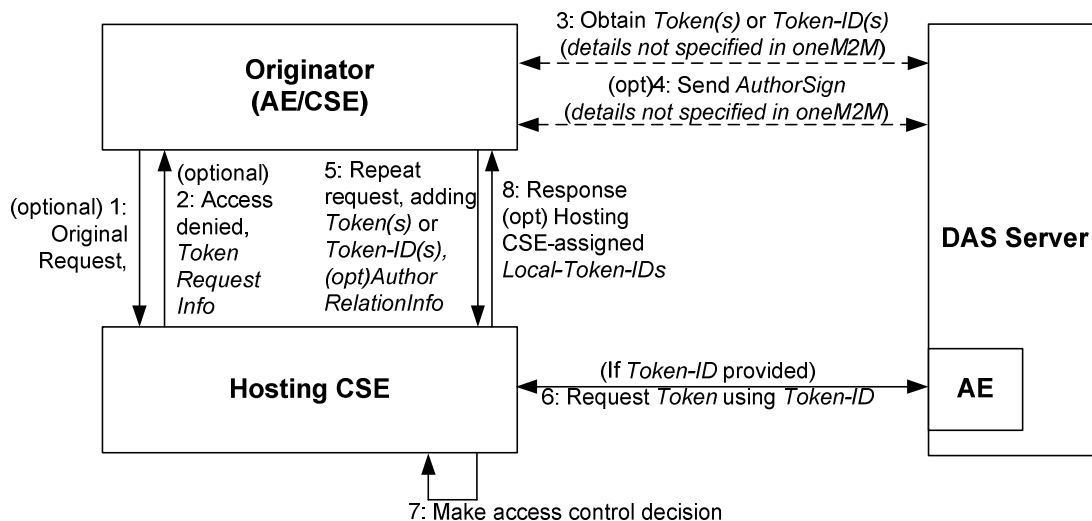 3: Obtain Token(s) or Token-ID(s)
(details not specified in oneM2M)
Originator
(AE/CSE)
(opt)4: Send AuthorSign
(details not specified in oneM2M)
(optional) 1:
Original
Request,
(optional)
2: Access
denied,
Token
Request
Info
5: Repeat
request, adding
Token(s) or
Token-ID(s),
(opt)Author
RelationInfo
8: Response
(opt) Hosting
CSE-assigned
Local-Token-IDs
DAS Server
Hosting CSE
(If Token-ID provided)
6: Request Token using Token-ID
AE
7: Make access control decision